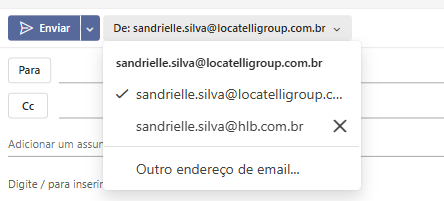 Enviar
De: sandrielle.silva@locatelligroup.com.br
Para
sandrielle.silva@locatelligroup.com.br
sandrielle.silva@locatelligroup.c...
Cc
sandrielle.silva@hlb.com.br
Adicionar um assun
Outro endereço de email...
Digite / para inserir